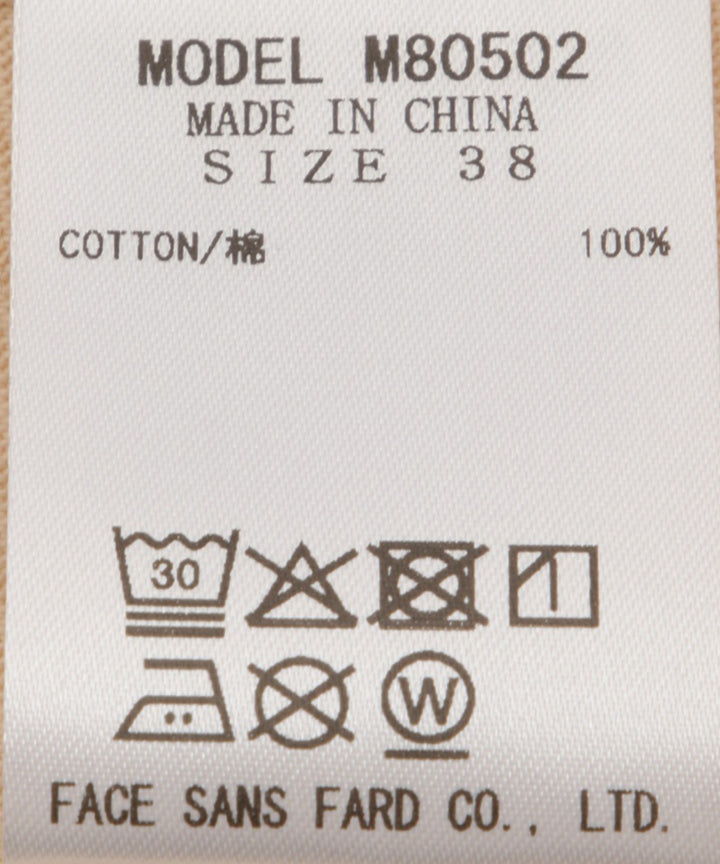 MODEL M80502
MADE IN CHINA
SIZE 38
COTTON/棉 100%
30
W
FACE SANS FARD CO., LTD.